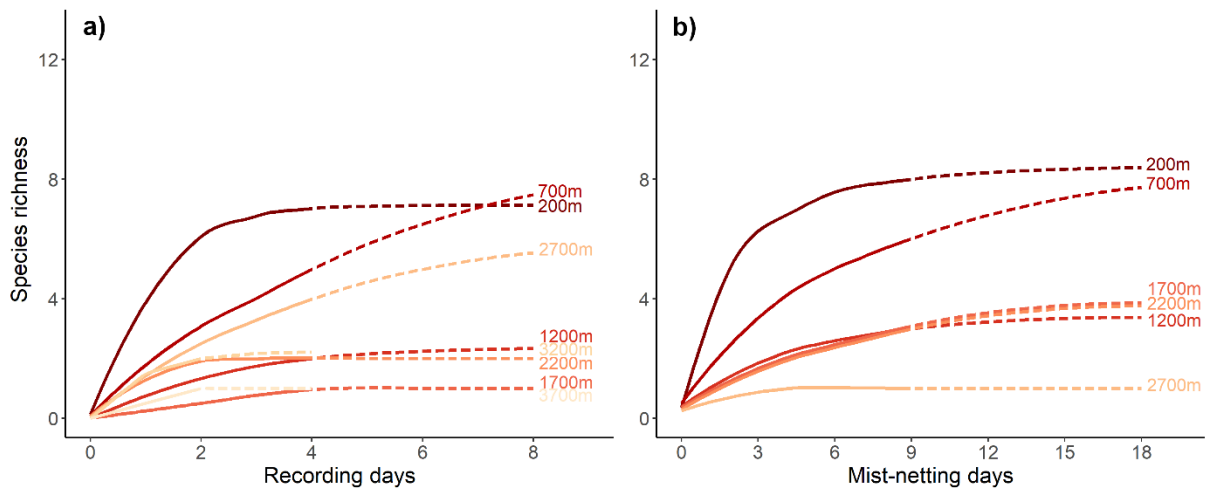 a)
Species richness
12
8
4
0
700m
200m
2700m
1200m
3200m
2200m
1700m
3700m
0 2 4 6 8
Recording days
b)
12
8
4
0
200m
700m
1700m
2200m
1200m
2700m
0 3 6 9 12 15 18
Mist-netting days